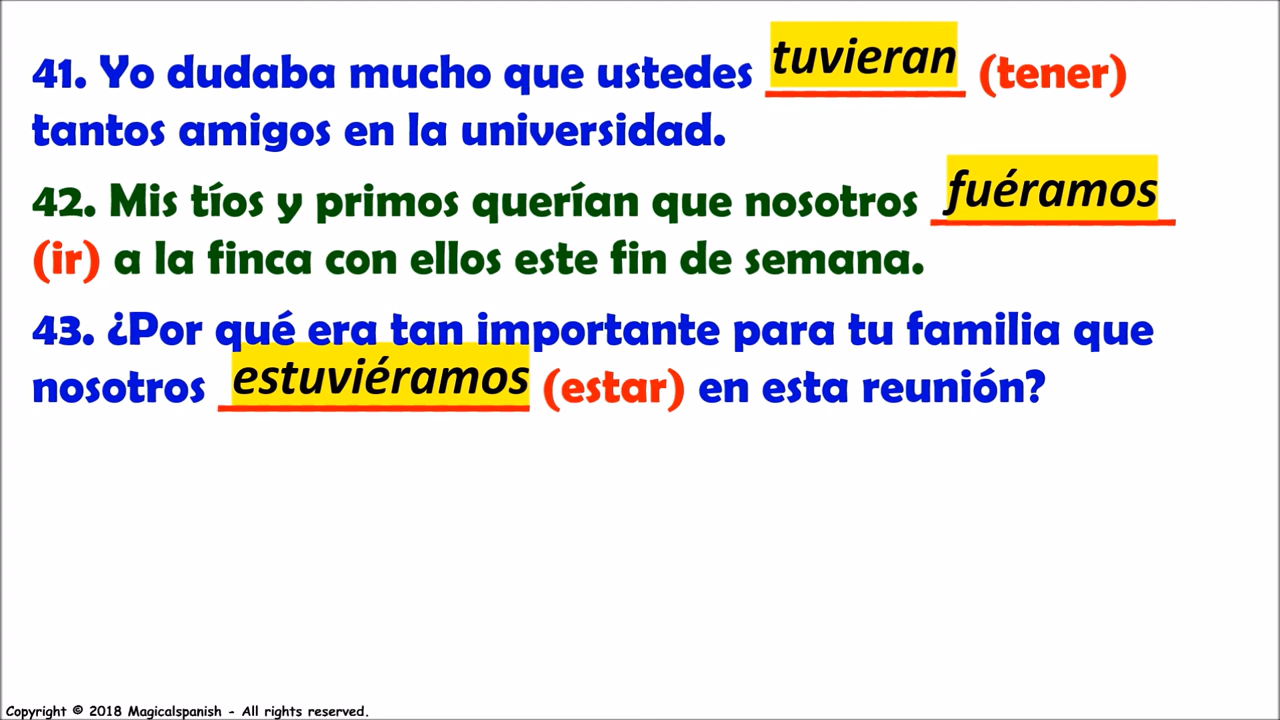 41. Yo dudaba mucho que ustedes tuvieran (tener)
tantos amigos en la universidad.
42. Mis tíos y primos querían que nosotros fuéramos
(ir) a la finca con ellos este fin de semana.
43. ¿Por qué era tan importante para tu familia que
nosotros estuviéramos (estar) en esta reunión?
Copyright © 2018 Magicalspanish - All rights reserved.